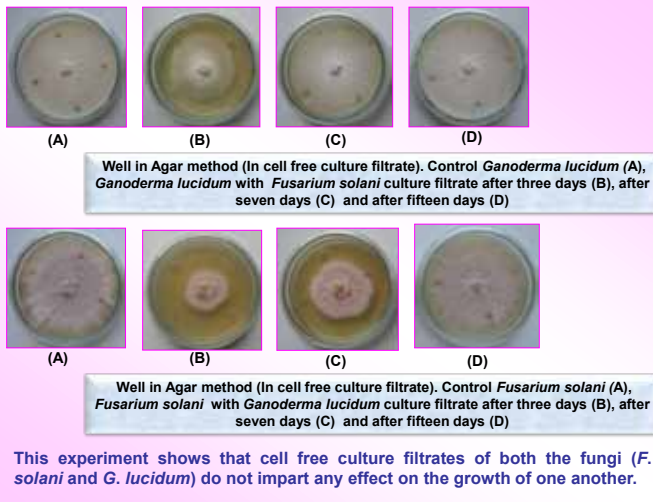 (A) (B) (C) (D)
Well in Agar method (In cell free culture filtrate). Control Ganoderma lucidum (A),
Ganoderma lucidum with Fusarium solani culture filtrate after three days (B), after
seven days (C) and after fifteen days (D)
(A) (B) (C) (D)
Well in Agar method (In cell free culture filtrate). Control Fusarium solani (A),
Fusarium solani with Ganoderma lucidum culture filtrate after three days (B), after
seven days (C) and after fifteen days (D)
This experiment shows that cell free culture filtrates of both the fungi (F.
solani and G. lucidum) do not impart any effect on the growth of one another.